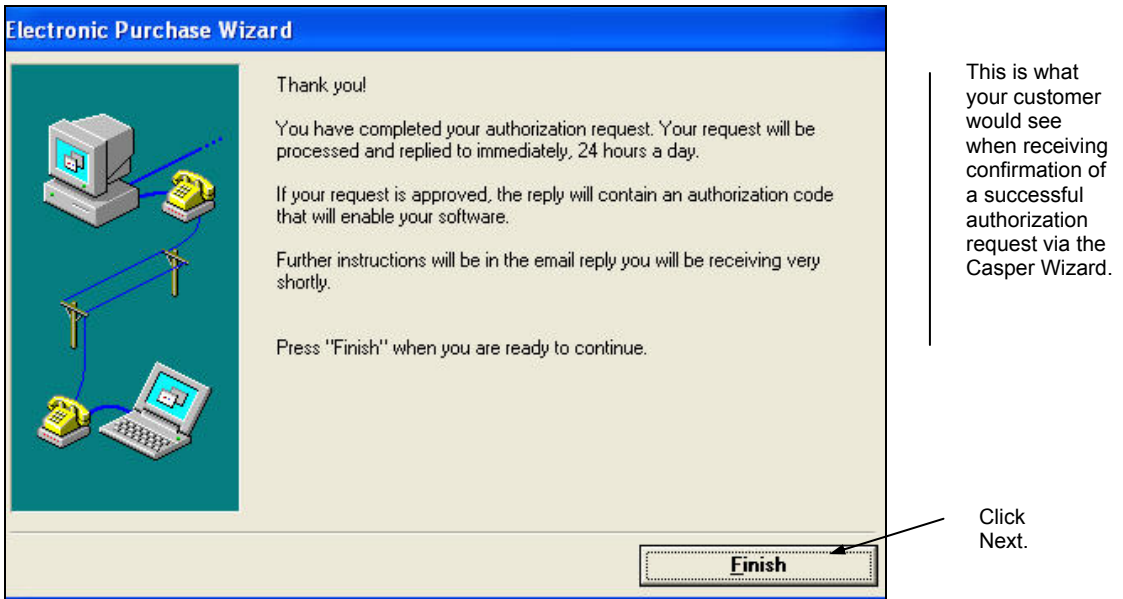 Electronic Purchase Wizard
Thank you!
You have completed your authorization request. Your request will be
processed and replied to immediately, 24 hours a day.
If your request is approved, the reply will contain an authorization code
that will enable your software.
Further instructions will be in the email reply you will be receiving very
shortly.
Press "Finish" when you are ready to continue.
Finish
This is what
your customer
would see
when receiving
confirmation of
a successful
authorization
request via the
Casper Wizard.
Click
Next.